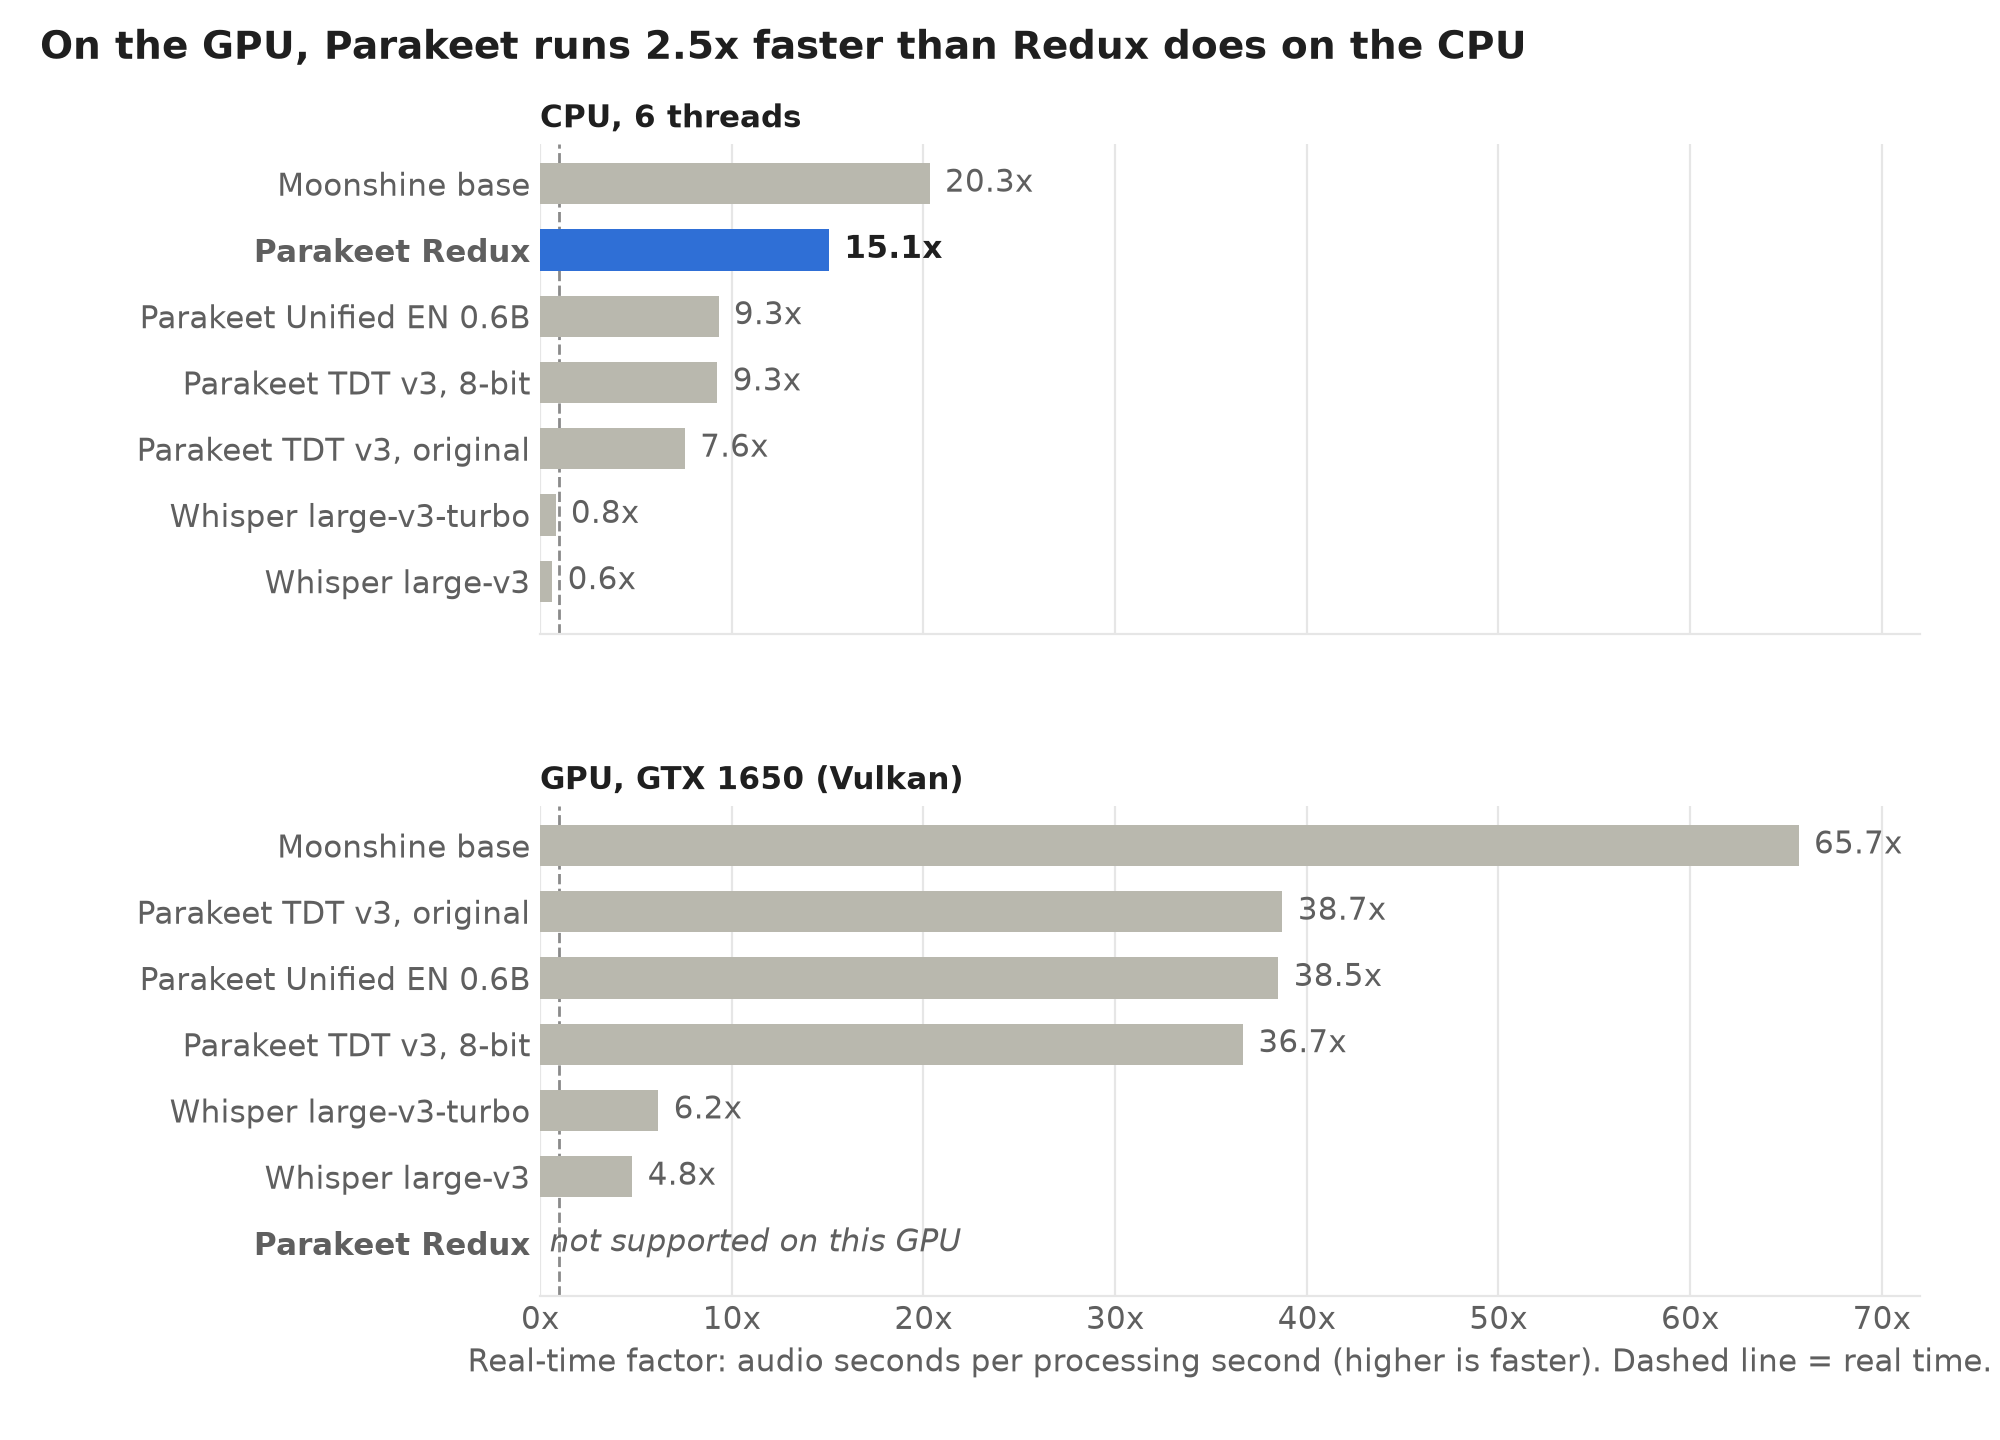 On the GPU, Parakeet runs 2.5x faster than Redux does on the CPU
CPU, 6 threads
Moonshine base 20.3x
Parakeet Redux 15.1x
Parakeet Unified EN 0.6B 9.3x
Parakeet TDT v3, 8-bit 9.3x
Parakeet TDT v3, original 7.6x
Whisper large-v3-turbo 0.8x
Whisper large-v3 0.6x
GPU, GTX 1650 (Vulkan)
Moonshine base 65.7x
Parakeet TDT v3, original 38.7x
Parakeet Unified EN 0.6B 38.5x
Parakeet TDT v3, 8-bit 36.7x
Whisper large-v3-turbo 6.2x
Whisper large-v3 4.8x
Parakeet Redux not supported on this GPU
0x 10x 20x 30x 40x 50x 60x 70x
Real-time factor: audio seconds per processing second (higher is faster). Dashed line = real time.